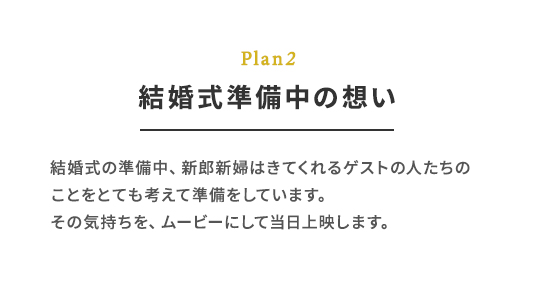 Plan2
結婚式準備中の想い
結婚式の準備中、新郎新婦はきてくれるゲストの人たちの
ことをとても考えて準備をしています。
その気持ちを、ムービーにして当日上映します。